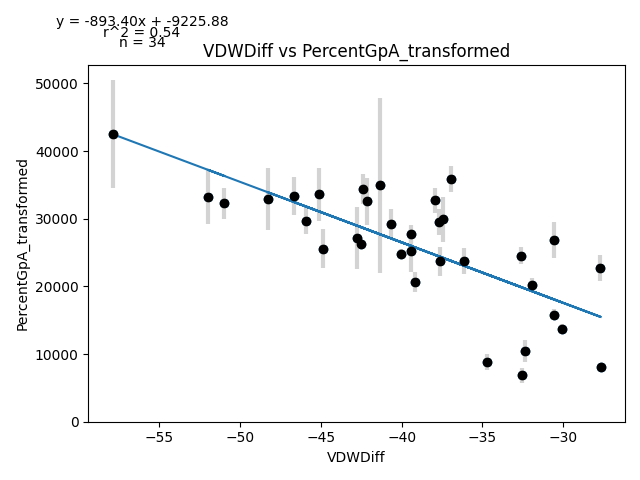 y = -893.40x + -9225.88
r^2 = 0.54
n = 34
VDWDiff vs PercentGpA_transformed
PercentGpA_transformed
50000
40000
30000
20000
10000
0
−55
−50
−45
−40
−35
−30
VDWDiff